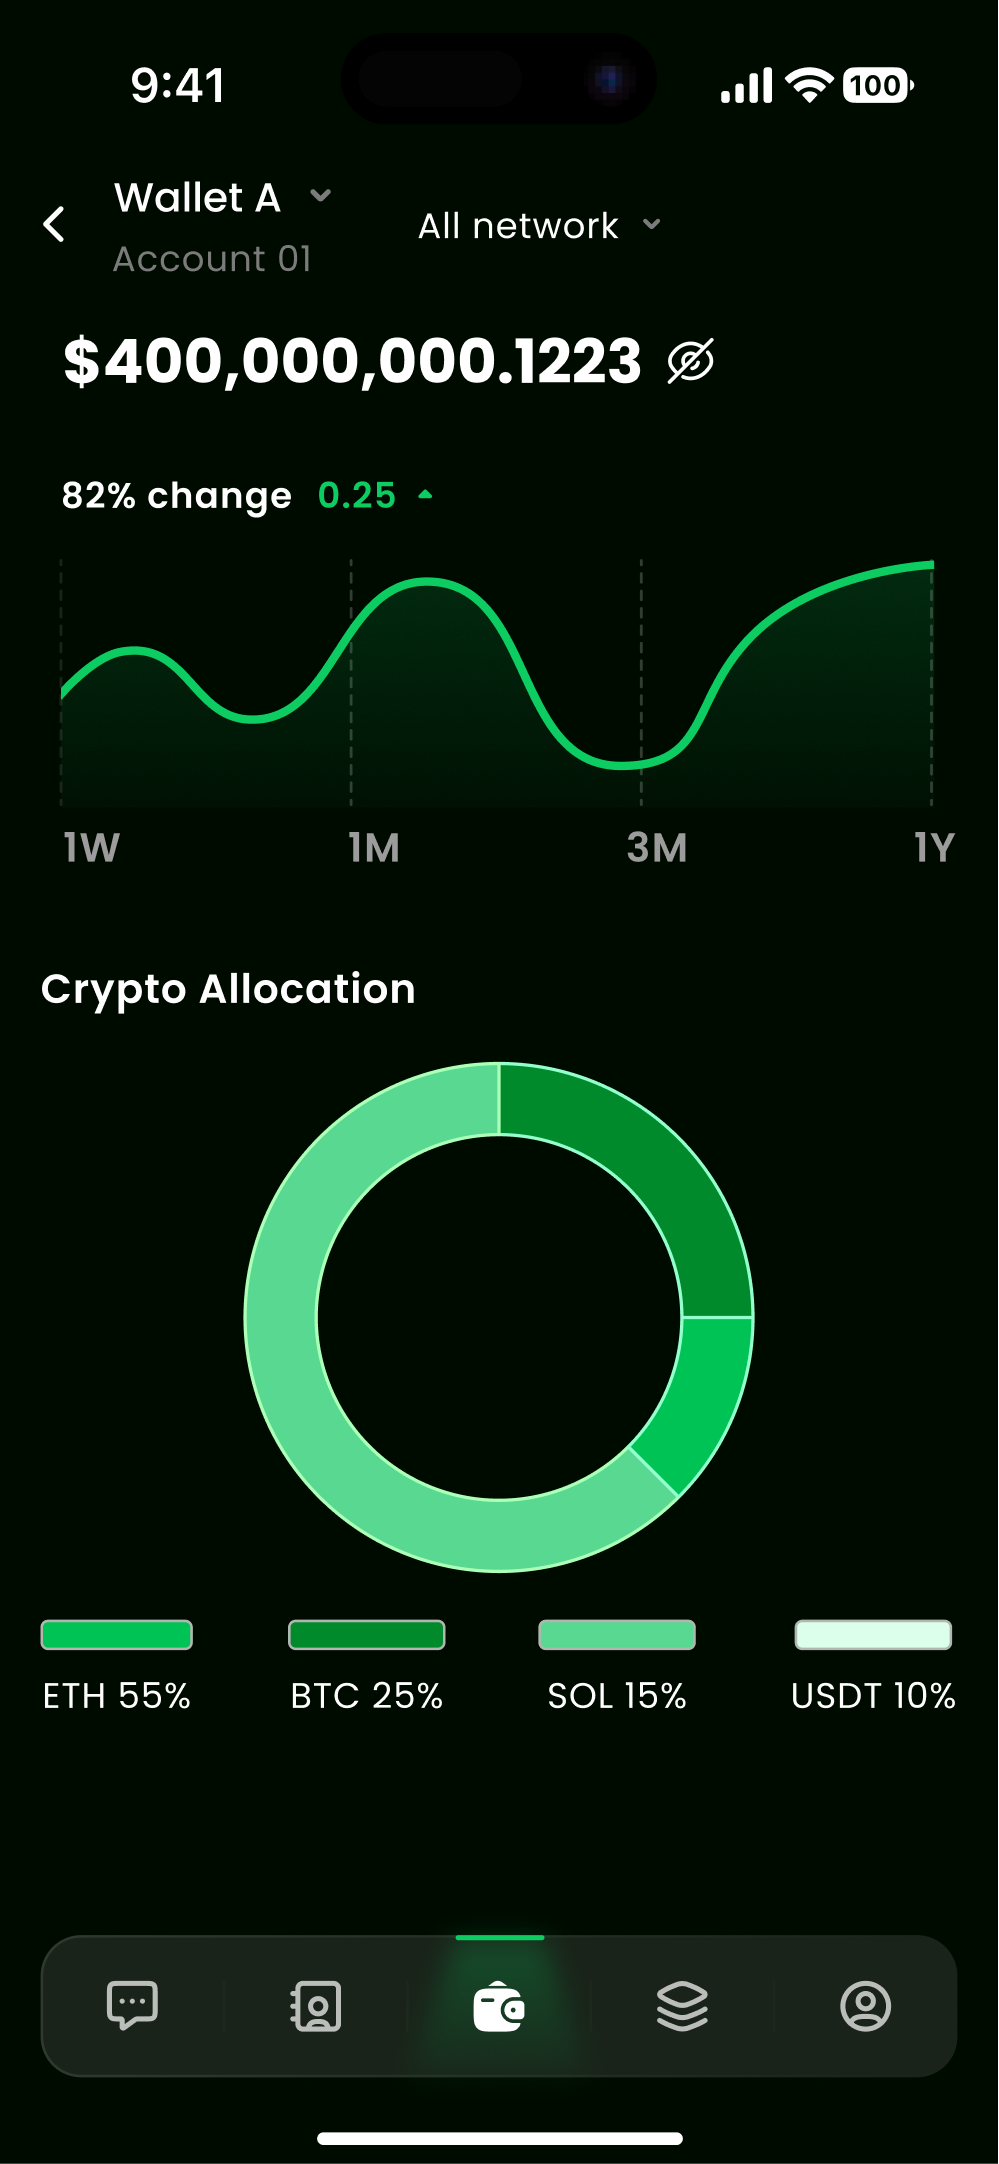 9:41
100
Wallet A
Account 01
All network
$400,000,000.1223
82% change 0.25
1W 1M 3M 1Y
Crypto Allocation
ETH 55% BTC 25% SOL 15% USDT 10%